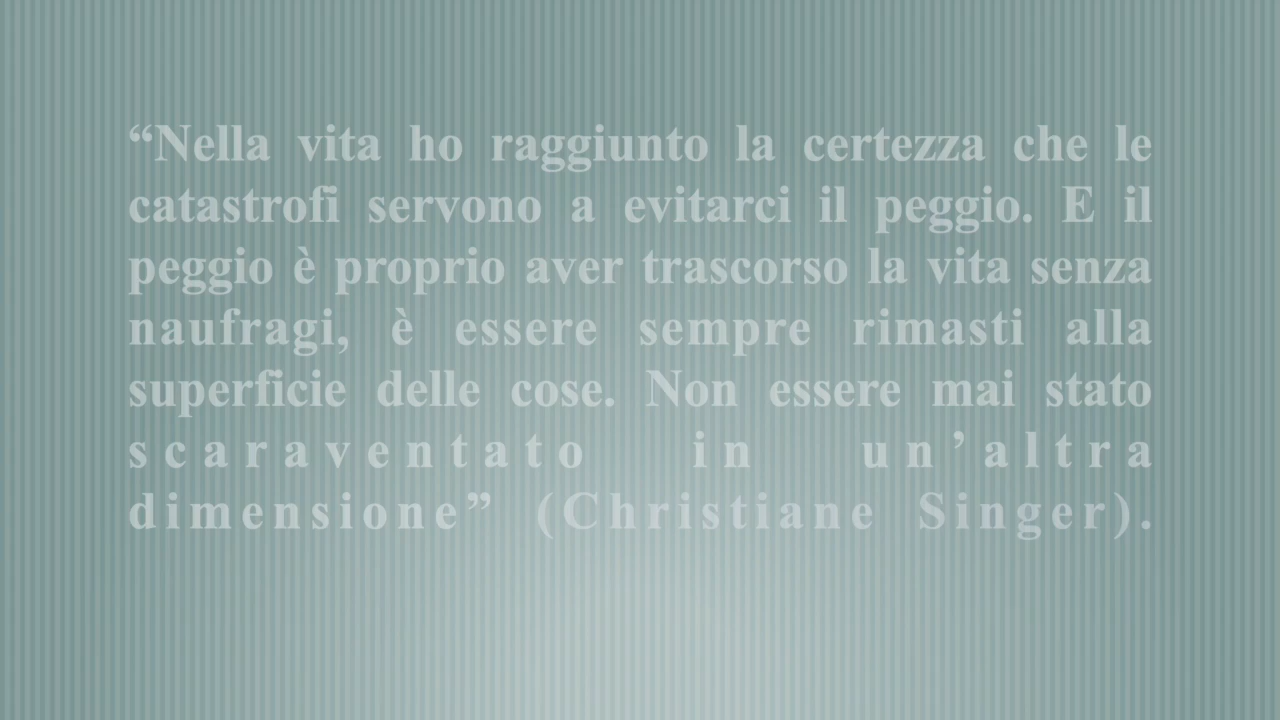 “Nella vita ho raggiunto la certezza che le
catastrofi servono a evitarci il peggio. E il
peggio è proprio aver trascorso la vita senza
naufragi, è essere sempre rimasti alla
superficie delle cose. Non essere mai stato
scaraventato in un’altra
dimensione” (Christiane Singer).